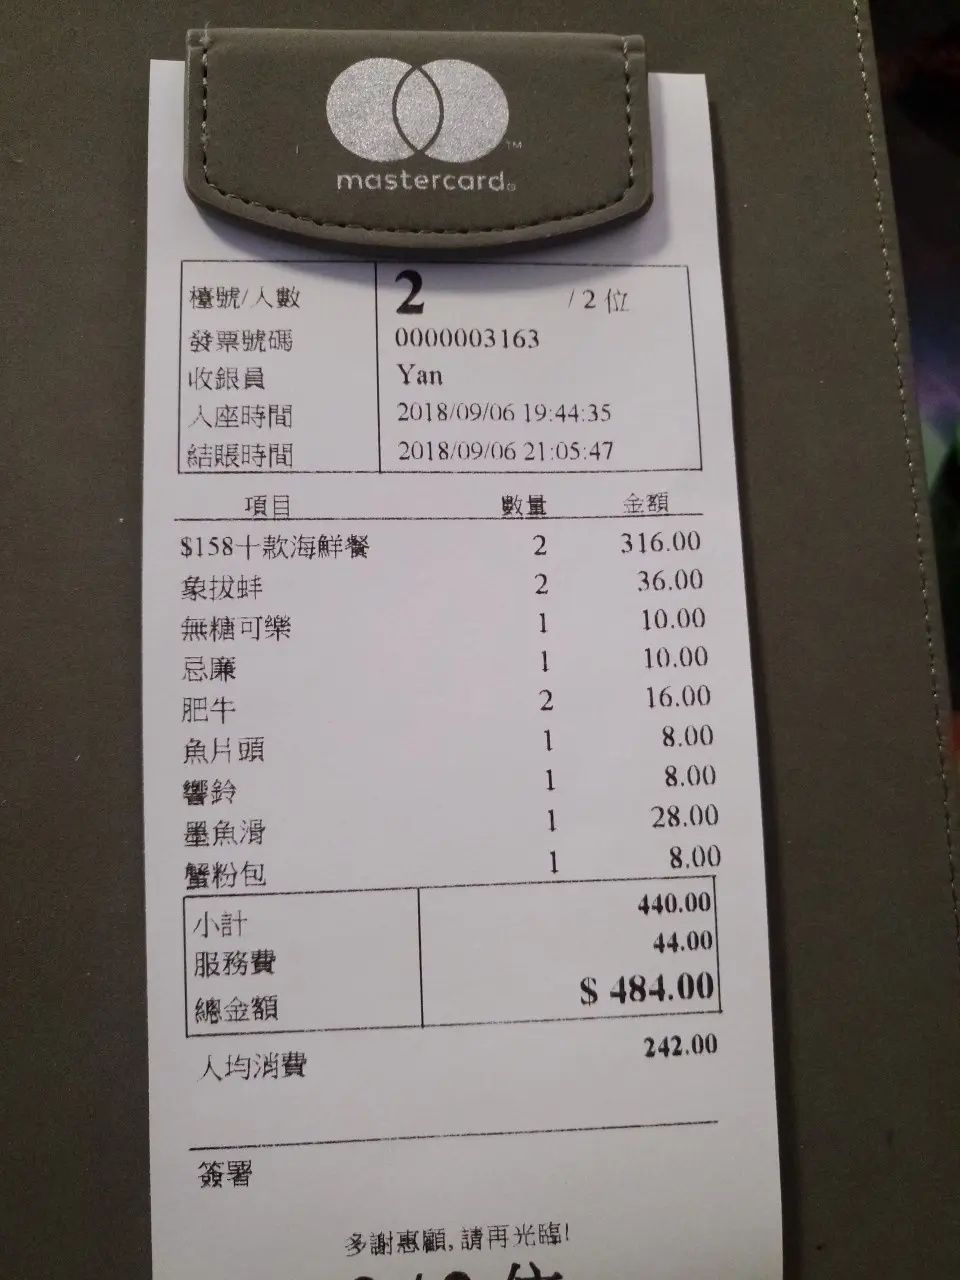 mastercard
檯號/人數 2 / 2 位
發票號碼 0000003163
收銀員 Yan
入座時間 2018/09/06 19:44:35
結賬時間 2018/09/06 21:05:47
項目 數量 金額
$158十款海鮮餐 2 316.00
象拔蚌 2 36.00
無糖可樂 1 10.00
忌廉 1 10.00
肥牛 2 16.00
魚片頭 1 8.00
響鈴 1 8.00
墨魚滑 1 28.00
蟹粉包 1 8.00
小計 440.00
服務費 44.00
總金額 $ 484.00
人均消費 242.00
簽署
多謝惠顧, 請再光臨!